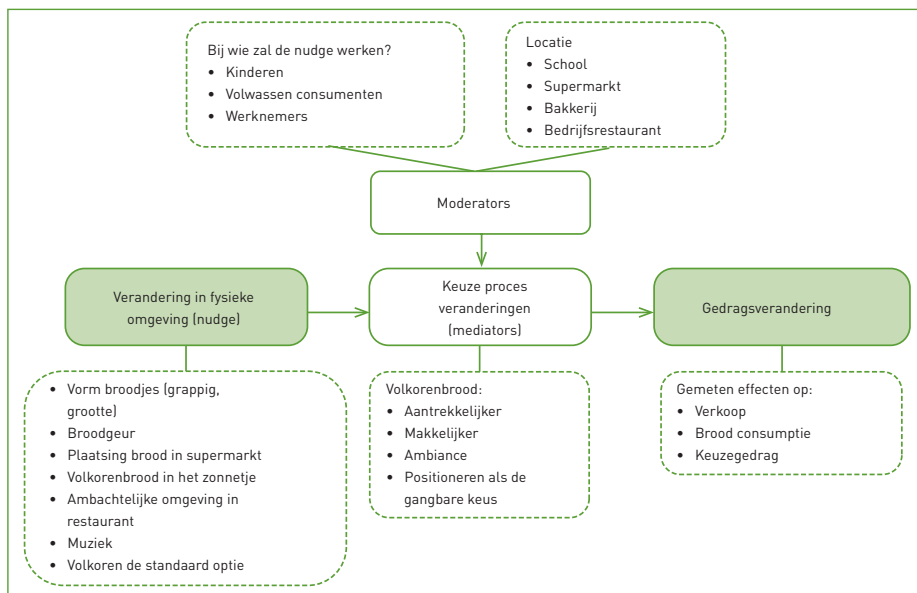 Bij wie zal de nudge werken?
• Kinderen
• Volwassen consumenten
• Werknemers
Locatie
• School
• Supermarkt
• Bakkerij
• Bedrijfsrestaurant
Moderators
Verandering in fysieke
omgeving (nudge)
Keuze proces
veranderingen
(mediators)
Gedragsverandering
• Vorm broodjes (grappig,
grootte)
• Broodgeur
• Plaatsing brood in supermarkt
• Volkorenbrood in het zonnetje
• Ambachtelijke omgeving in
restaurant
• Muziek
• Volkoren de standaard optie
Volkorenbrood:
• Aantrekkelijker
• Makkelijker
• Ambiance
• Positioneren als de
gangbare keus
Gemeten effecten op:
• Verkoop
• Brood consumptie
• Keuzegedrag